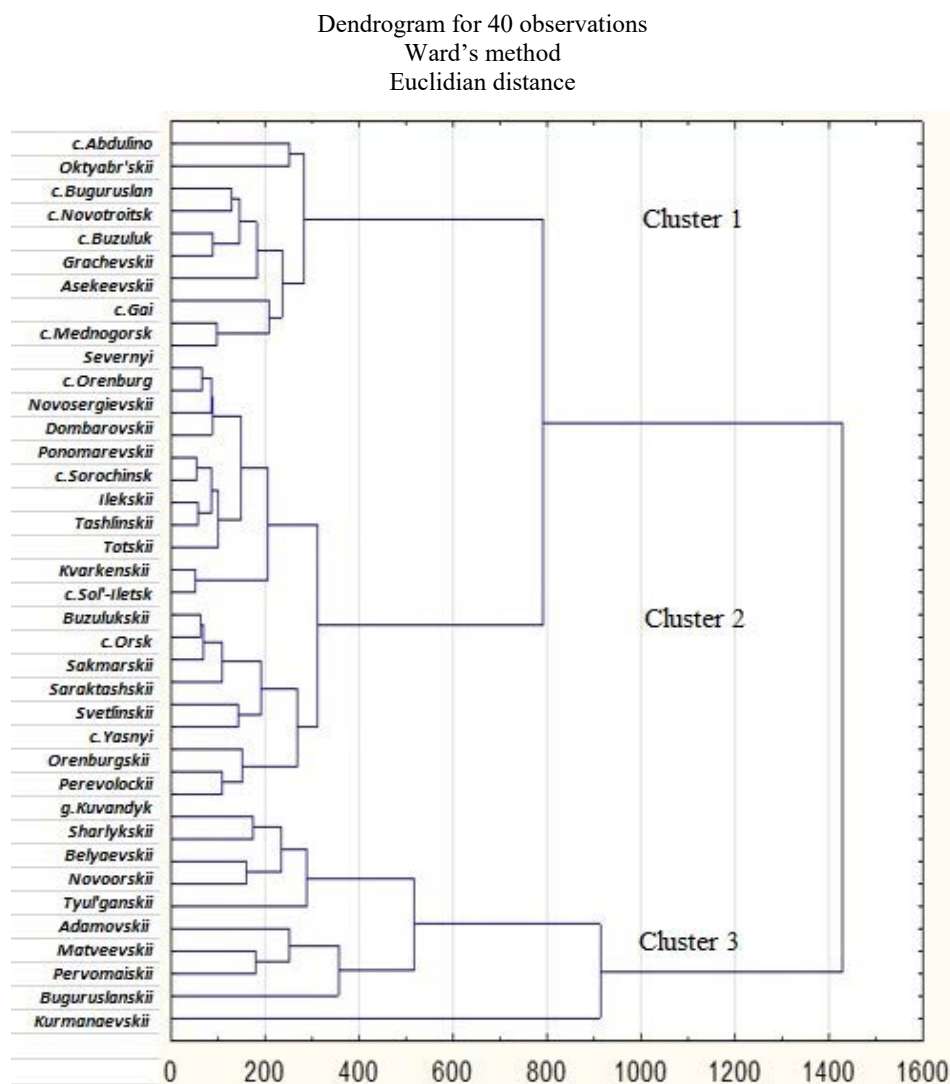 Dendrogram for 40 observations
Ward’s method
Euclidian distance
c.Abdulino
Oktyabr'skii
c.Buguruslan
c.Novotroitsk
c.Buzuluk
Grachevskii
Asekeevskii
c.Gai
c.Mednogorsk
Severnyi
c.Orenburg
Novosergievskii
Dombarovskii
Ponomarevskii
c.Sorochinsk
Ilekskii
Tashlinskii
Totskii
Kvarkenskii
c.Sol'-Iletsk
Buzulukskii
c.Orsk
Sakmarskii
Saraktashskii
Svetlinskii
c.Yasnyi
Orenburgskii
Perevolockii
g.Kuvandyk
Sharlykskii
Belyaevskii
Novoorskii
Tyul'ganskii
Adamovskii
Matveevskii
Pervomaiskii
Buguruslanskii
Kurmanaevskii
Cluster 1
Cluster 2
Cluster 3
0 200 400 600 800 1000 1200 1400 1600